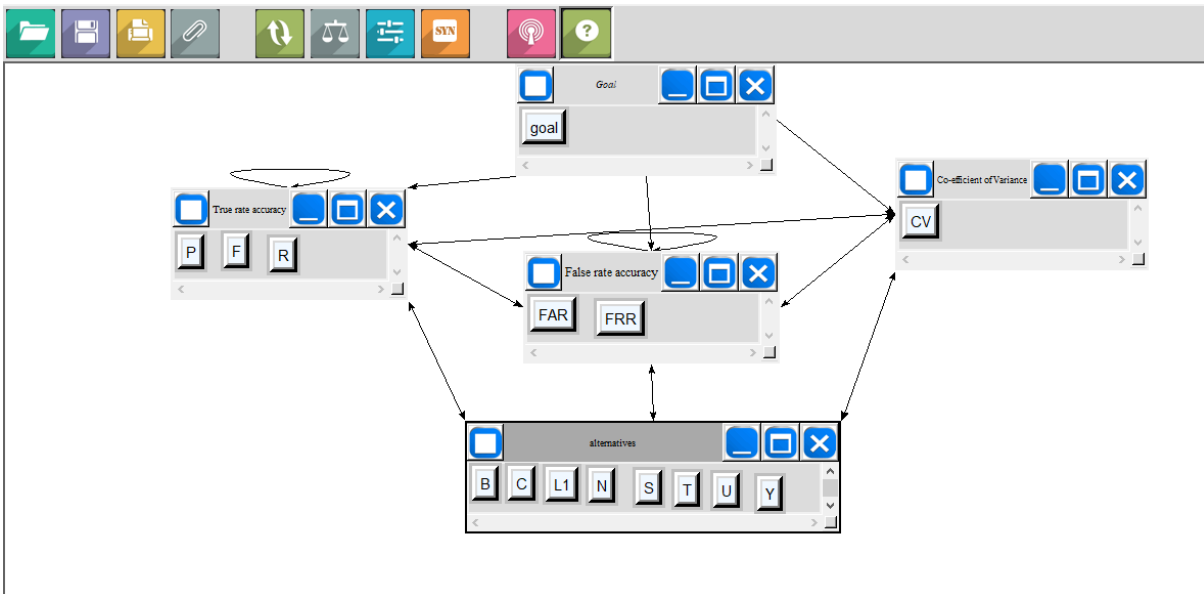 SYN
?
Goal
goal
True rate accuracy
P F R
Co-efficient of Variance
CV
False rate accuracy
FAR FRR
alternatives
B C L1 N S T U Y